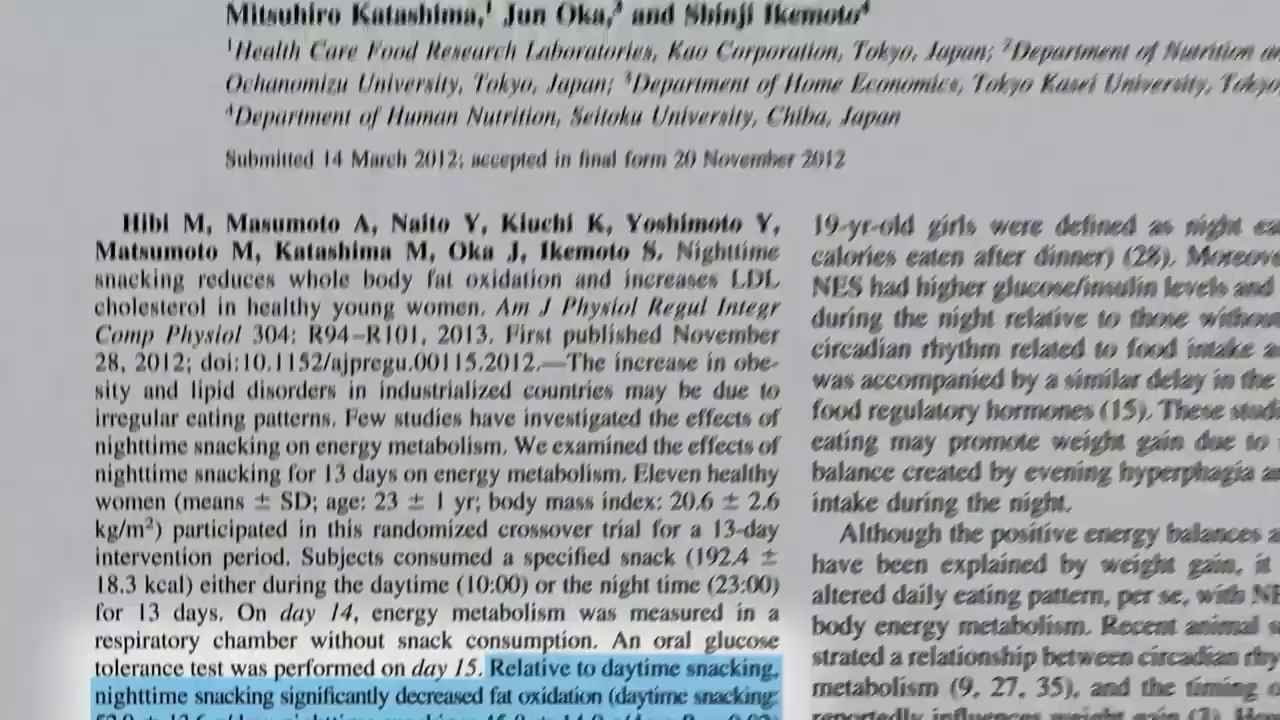 Mitsuhiro Katashima,¹ Jun Oka,³ and Shinji Ikemoto⁴
¹Health Care Food Research Laboratories, Kao Corporation, Tokyo, Japan; ²Department of Nutrition
Ochanomizu University, Tokyo, Japan; ³Department of Home Economics, Tokyo Kasei University, Tokyo,
⁴Department of Human Nutrition, Seitoku University, Chiba, Japan
Submitted 14 March 2012; accepted in final form 20 November 2012
Hibi M, Masumoto A, Naito Y, Kiuchi K, Yoshimoto Y,
Matsumoto M, Katashima M, Oka J, Ikemoto S. Nighttime
snacking reduces whole body fat oxidation and increases LDL
cholesterol in healthy young women. Am J Physiol Regul Integr
Comp Physiol 304: R94–R101, 2013. First published November
28, 2012; doi:10.1152/ajpregu.00115.2012.—The increase in obe-
sity and lipid disorders in industrialized countries may be due to
irregular eating patterns. Few studies have investigated the effects of
nighttime snacking on energy metabolism. We examined the effects of
nighttime snacking for 13 days on energy metabolism. Eleven healthy
women (means ± SD; age: 23 ± 1 yr; body mass index: 20.6 ± 2.6
kg/m²) participated in this randomized crossover trial for a 13-day
intervention period. Subjects consumed a specified snack (192.4 ±
18.3 kcal) either during the daytime (10:00) or the night time (23:00)
for 13 days. On day 14, energy metabolism was measured in a
respiratory chamber without snack consumption. An oral glucose
tolerance test was performed on day 15. Relative to daytime snacking,
nighttime snacking significantly decreased fat oxidation (daytime snacking:
19-yr-old girls were defined as night
calories eaten after dinner) (28).
NES had higher glucose/insulin levels and
during the night relative to those
circadian rhythm related to food intake
was accompanied by a similar delay in the
food regulatory hormones (15). These
eating may promote weight gain due to
balance created by evening hyperphagia
intake during the night.
Although the positive energy balances
have been explained by weight gain, it
altered daily eating pattern, per se, with
body energy metabolism. Recent animal
strated a relationship between circadian
metabolism (9, 27, 35), and the timing
reportedly influences weight gain